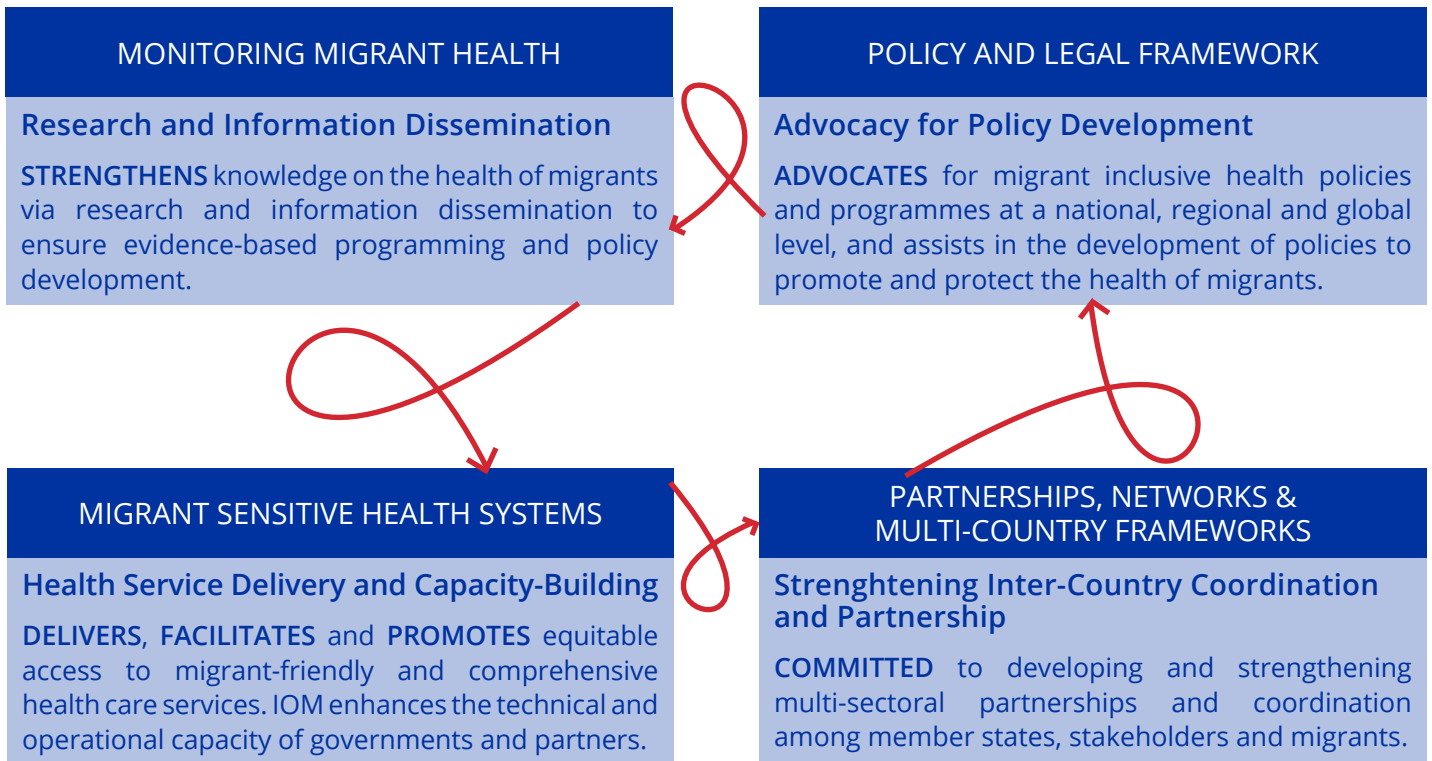 MONITORING MIGRANT HEALTH
Research and Information Dissemination
STRENGTHENS knowledge on the health of migrants
via research and information dissemination to
ensure evidence-based programming and policy
development.
POLICY AND LEGAL FRAMEWORK
Advocacy for Policy Development
ADVOCATES for migrant inclusive health policies
and programmes at a national, regional and global
level, and assists in the development of policies to
promote and protect the health of migrants.
MIGRANT SENSITIVE HEALTH SYSTEMS
Health Service Delivery and Capacity-Building
DELIVERS, FACILITATES and PROMOTES equitable
access to migrant-friendly and comprehensive
health care services. IOM enhances the technical and
operational capacity of governments and partners.
PARTNERSHIPS, NETWORKS &
MULTI-COUNTRY FRAMEWORKS
Strenghtening Inter-Country Coordination
and Partnership
COMMITTED to developing and strengthening
multi-sectoral partnerships and coordination
among member states, stakeholders and migrants.